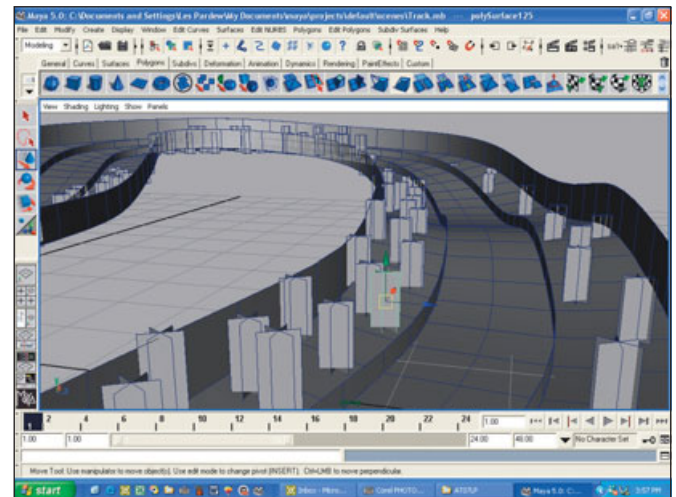 Maya 5.0: C:\Documents and Settings\Les Pardew\My Documents\maya\projects\default\scenes\Track.mb --- polySurface125
File Edit Modify Create Display Window Edit Curves Surfaces Edit NURBS Polygons Edit Polygons Subdiv Surfaces Help
Modeling
General Curves Surfaces Polygons Subdivs Deformation Animation Dynamics Rendering PaintEffects Custom
View Shading Lighting Show Panels
2 4 6 8 10 12 14 16 18 20 22 24 1.00
1
1.00 1.00 24.00 48.00 No Character Set
Move Tool: Use manipulator to move object(s). Use edit mode to change pivot (INSERT). Ctrl+LMB to move perpendicular.
start Inbox - Micro... Corel PHOTO... Maya 5.0: C:... 3:57 PM